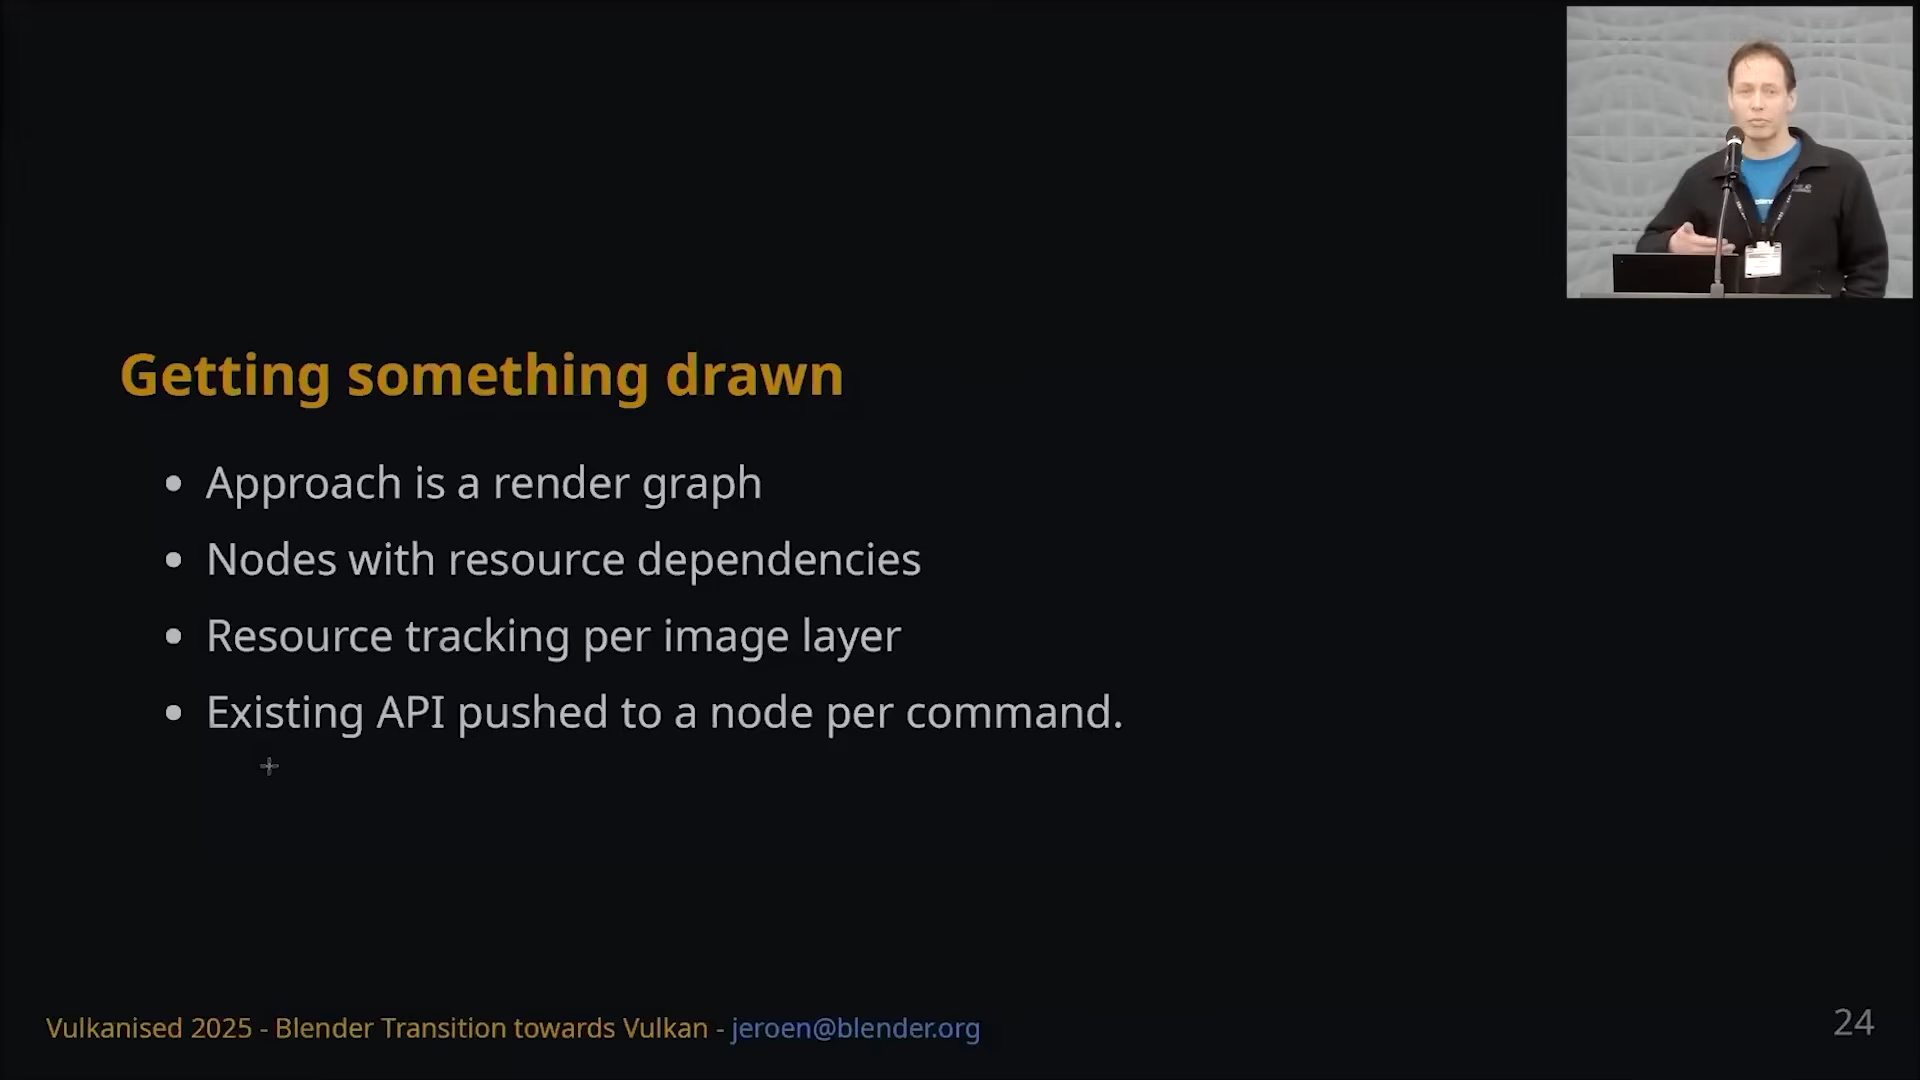 Getting something drawn
• Approach is a render graph
• Nodes with resource dependencies
• Resource tracking per image layer
• Existing API pushed to a node per command.
Vulkanised 2025 - Blender Transition towards Vulkan - jeroen@blender.org
24